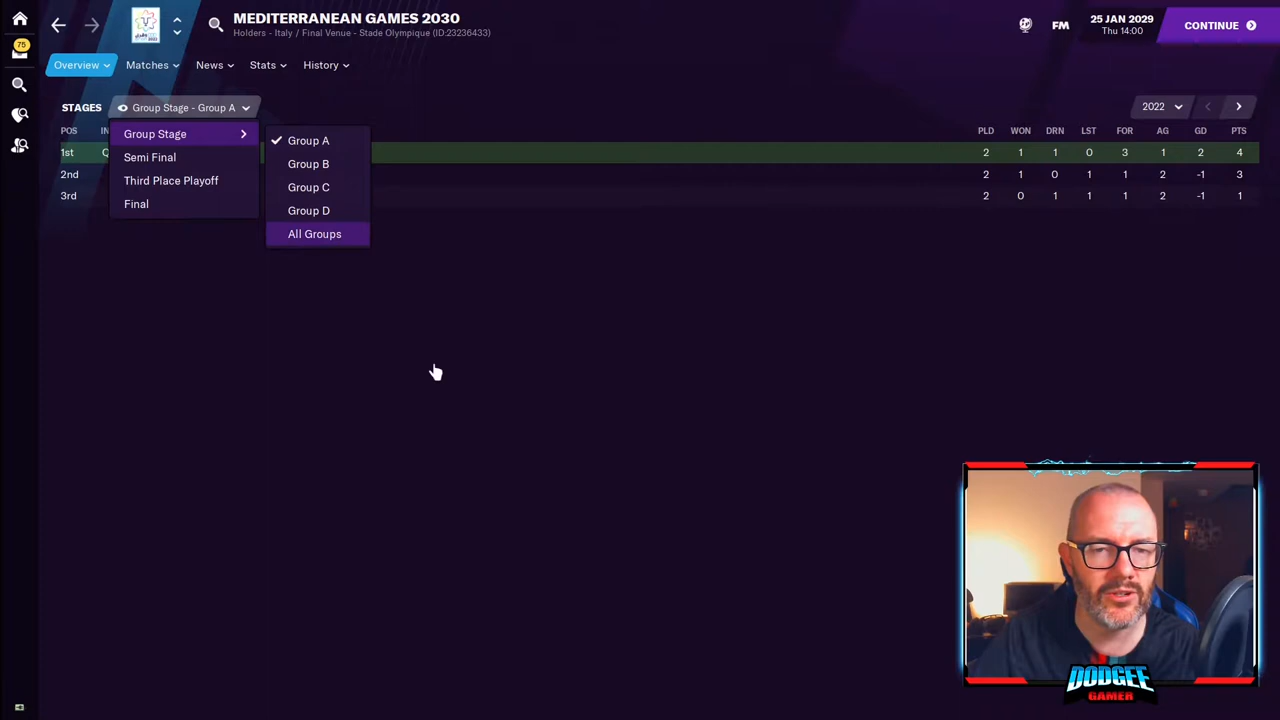 MEDITERRANEAN GAMES 2030
Holders - Italy / Final Venue - Stade Olympique (ID:23236433)
FM
25 JAN 2029
Thu 14:00
CONTINUE
75
Overview
Matches
News
Stats
History
STAGES
Group Stage - Group A
2022
POS
PLD WON DRN LST FOR AG GD PTS
1st 2 1 1 0 3 1 2 4
2nd 2 1 0 1 1 2 -1 3
3rd 2 0 1 1 1 2 -1 1
Group Stage
Semi Final
Third Place Playoff
Final
Group A
Group B
Group C
Group D
All Groups
DODGEE
GAMER